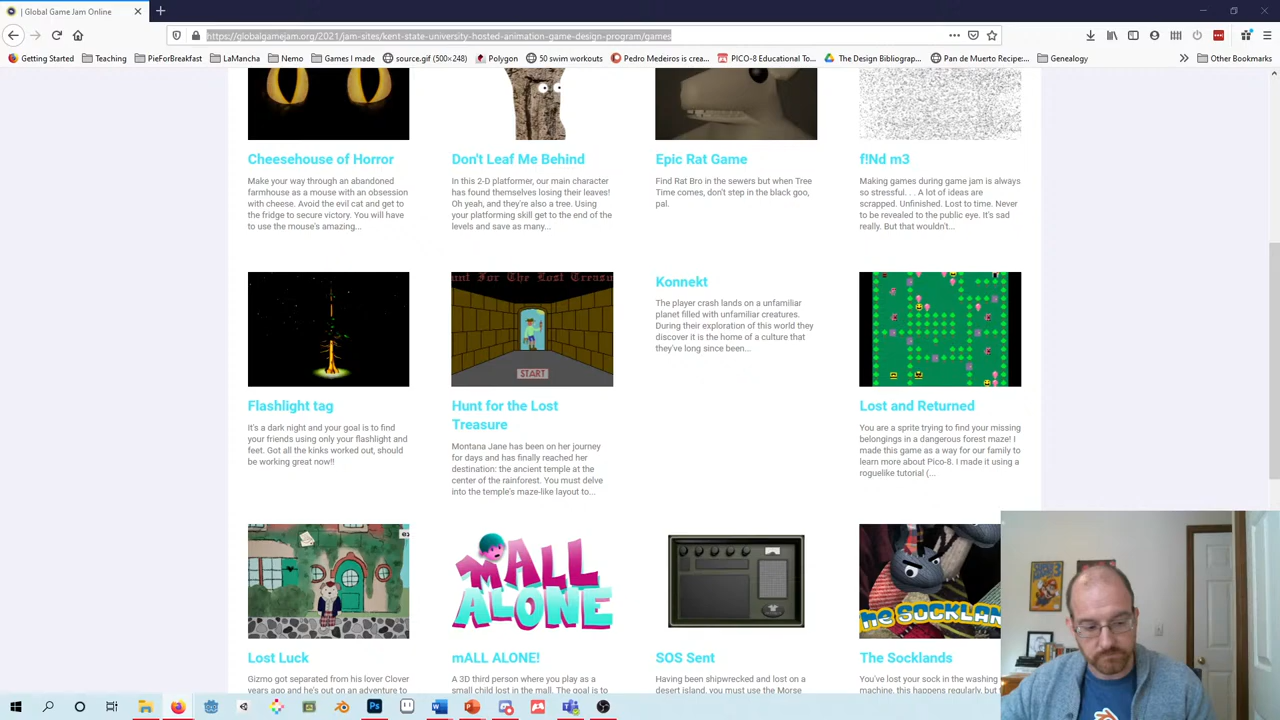 | Global Game Jam Online
https://globalgamejam.org/2021/jam-sites/kent-state-university-hosted-animation-game-design-program/games
Getting Started Teaching PieForBreakfast LaMancha Nemo Games I made source.gif (500×248) Polygon 50 swim workouts Pedro Medeiros is crea... PICO-8 Educational To... The Design Bibliograp... Pan de Muerto Recipe:... Genealogy Other Bookmarks
Cheesehouse of Horror
Make your way through an abandoned
farmhouse as a mouse with an obsession
with cheese. Avoid the evil cat and get to
the fridge to secure victory. You will have
to use the mouse's amazing...
Don't Leaf Me Behind
In this 2-D platformer, our main character
has found themselves losing their leaves!
Oh yeah, and they're also a tree. Using
your platforming skill get to the end of the
levels and save as many...
Epic Rat Game
Find Rat Bro in the sewers but when Tree
Time comes, don't step in the black goo,
pal.
f!Nd m3
Making games during game jam is always
so stressful. . . A lot of ideas are
scrapped. Unfinished. Lost to time. Never
to be revealed to the public eye. It's sad
really. But that wouldn't...
Flashlight tag
It's a dark night and your goal is to find
your friends using only your flashlight and
feet. Got all the kinks worked out, should
be working great now!!
unt For The Lost Treasu
START
Hunt for the Lost
Treasure
Montana Jane has been on her journey
for days and has finally reached her
destination: the ancient temple at the
center of the rainforest. You must delve
into the temple's maze-like layout to...
Konnekt
The player crash lands on a unfamiliar
planet filled with unfamiliar creatures.
During their exploration of this world they
discover it is the home of a culture that
they've long since been...
Lost and Returned
You are a sprite trying to find your missing
belongings in a dangerous forest maze! I
made this game as a way for our family to
learn more about Pico-8. I made it using a
roguelike tutorial (...
Lost Luck
Gizmo got separated from his lover Clover
years ago and he's out on an adventure to
mALL ALONE
mALL ALONE!
A 3D third person where you play as a
small child lost in the mall. The goal is to
SOS Sent
Having been shipwrecked and lost on a
desert island, you must use the Morse
The SOCKLAN
The Socklands
You've lost your sock in the washing
machine, this happens regularly, but